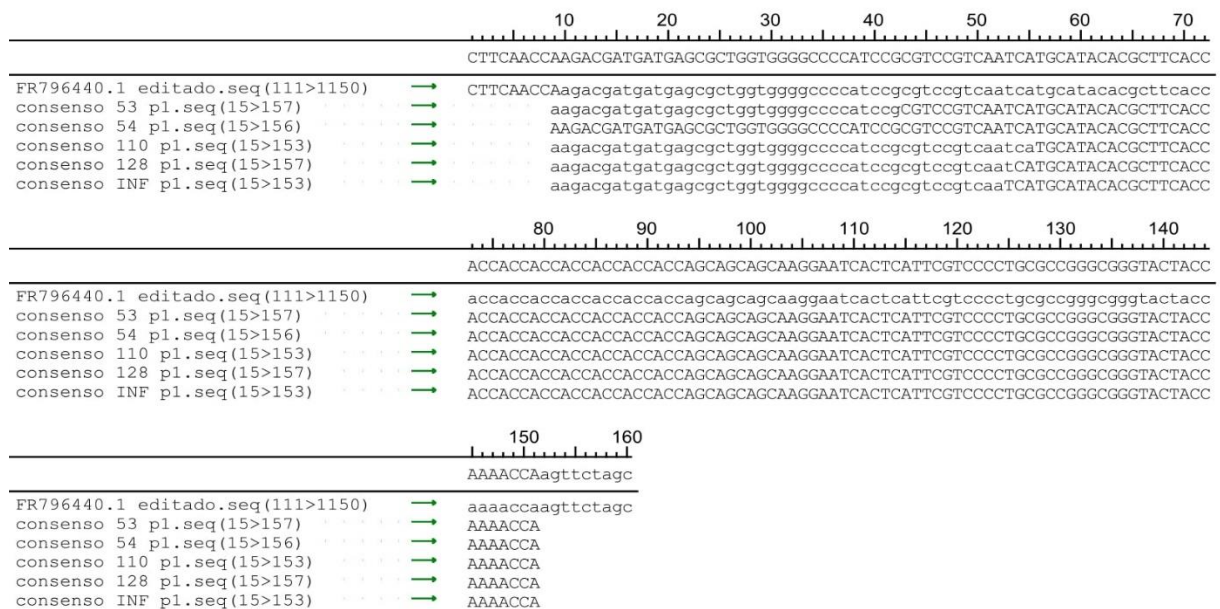 10 20 30 40 50 60 70
CTTCAACCAAGACGATGATGAGCGCTGGTGGGGCCCCATCCGCGTCCGTCAATCATGCATACACGCTTCACC
FR796440.1 editado.seq(111>1150) → CTTCAACCAagacgatgatgagcgctggtggggccccatccgcgtccgtcaatcatgcatacacgcttcacc
consenso 53 p1.seq(15>157) → aagacgatgatgagcgctggtggggccccatccgCGTCCGTCAATCATGCATACACGCTTCACC
consenso 54 p1.seq(15>156) → AAGACGATGATGAGCGCTGGTGGGGCCCCATCCGCGTCCGTCAATCATGCATACACGCTTCACC
consenso 110 p1.seq(15>153) → aagacgatgatgagcgctggtggggccccatccgcgtccgtcaatcaTGCATACACGCTTCACC
consenso 128 p1.seq(15>157) → aagacgatgatgagcgctggtggggccccatccgcgtccgtcaatCATGCATACACGCTTCACC
consenso INF p1.seq(15>153) → aagacgatgatgagcgctggtggggccccatccgcgtccgtcaaTCATGCATACACGCTTCACC
80 90 100 110 120 130 140
ACCACCACCACCACCACCACCAGCAGCAGCAAGGAATCACTCATTCGTCCCCTGCGCCGGGCGGGTACTACC
FR796440.1 editado.seq(111>1150) → accaccaccaccaccaccaccagcagcagcaaggaatcactcattcgtcccctgcgccgggcgggtactacc
consenso 53 p1.seq(15>157) → ACCACCACCACCACCACCACCAGCAGCAGCAAGGAATCACTCATTCGTCCCCTGCGCCGGGCGGGTACTACC
consenso 54 p1.seq(15>156) → ACCACCACCACCACCACCACCAGCAGCAGCAAGGAATCACTCATTCGTCCCCTGCGCCGGGCGGGTACTACC
consenso 110 p1.seq(15>153) → ACCACCACCACCACCACCACCAGCAGCAGCAAGGAATCACTCATTCGTCCCCTGCGCCGGGCGGGTACTACC
consenso 128 p1.seq(15>157) → ACCACCACCACCACCACCACCAGCAGCAGCAAGGAATCACTCATTCGTCCCCTGCGCCGGGCGGGTACTACC
consenso INF p1.seq(15>153) → ACCACCACCACCACCACCACCAGCAGCAGCAAGGAATCACTCATTCGTCCCCTGCGCCGGGCGGGTACTACC
150 160
AAAACCAagttctagc
FR796440.1 editado.seq(111>1150) → aaaaccaagttctagc
consenso 53 p1.seq(15>157) → AAAACCA
consenso 54 p1.seq(15>156) → AAAACCA
consenso 110 p1.seq(15>153) → AAAACCA
consenso 128 p1.seq(15>157) → AAAACCA
consenso INF p1.seq(15>153) → AAAACCA